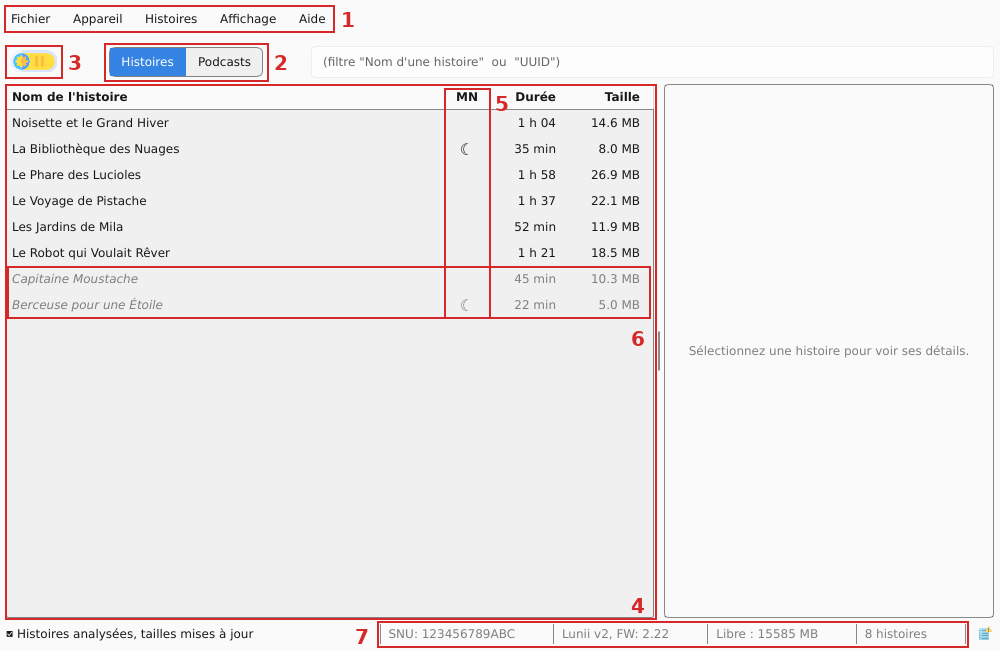 Fichier Appareil Histoires Affichage Aide 1
3 Histoires Podcasts 2 (filtre "Nom d'une histoire" ou "UUID")
Nom de l'histoire MN 5 Durée Taille
Noisette et le Grand Hiver 1 h 04 14.6 MB
La Bibliothèque des Nuages ☾ 35 min 8.0 MB
Le Phare des Lucioles 1 h 58 26.9 MB
Le Voyage de Pistache 1 h 37 22.1 MB
Les Jardins de Mila 52 min 11.9 MB
Le Robot qui Voulait Rêver 1 h 21 18.5 MB
Capitaine Moustache 45 min 10.3 MB
Berceuse pour une Étoile ☾ 22 min 5.0 MB
6
Sélectionnez une histoire pour voir ses détails.
4
Histoires analysées, tailles mises à jour 7 SNU: 123456789ABC Lunii v2, FW: 2.22 Libre : 15585 MB 8 histoires